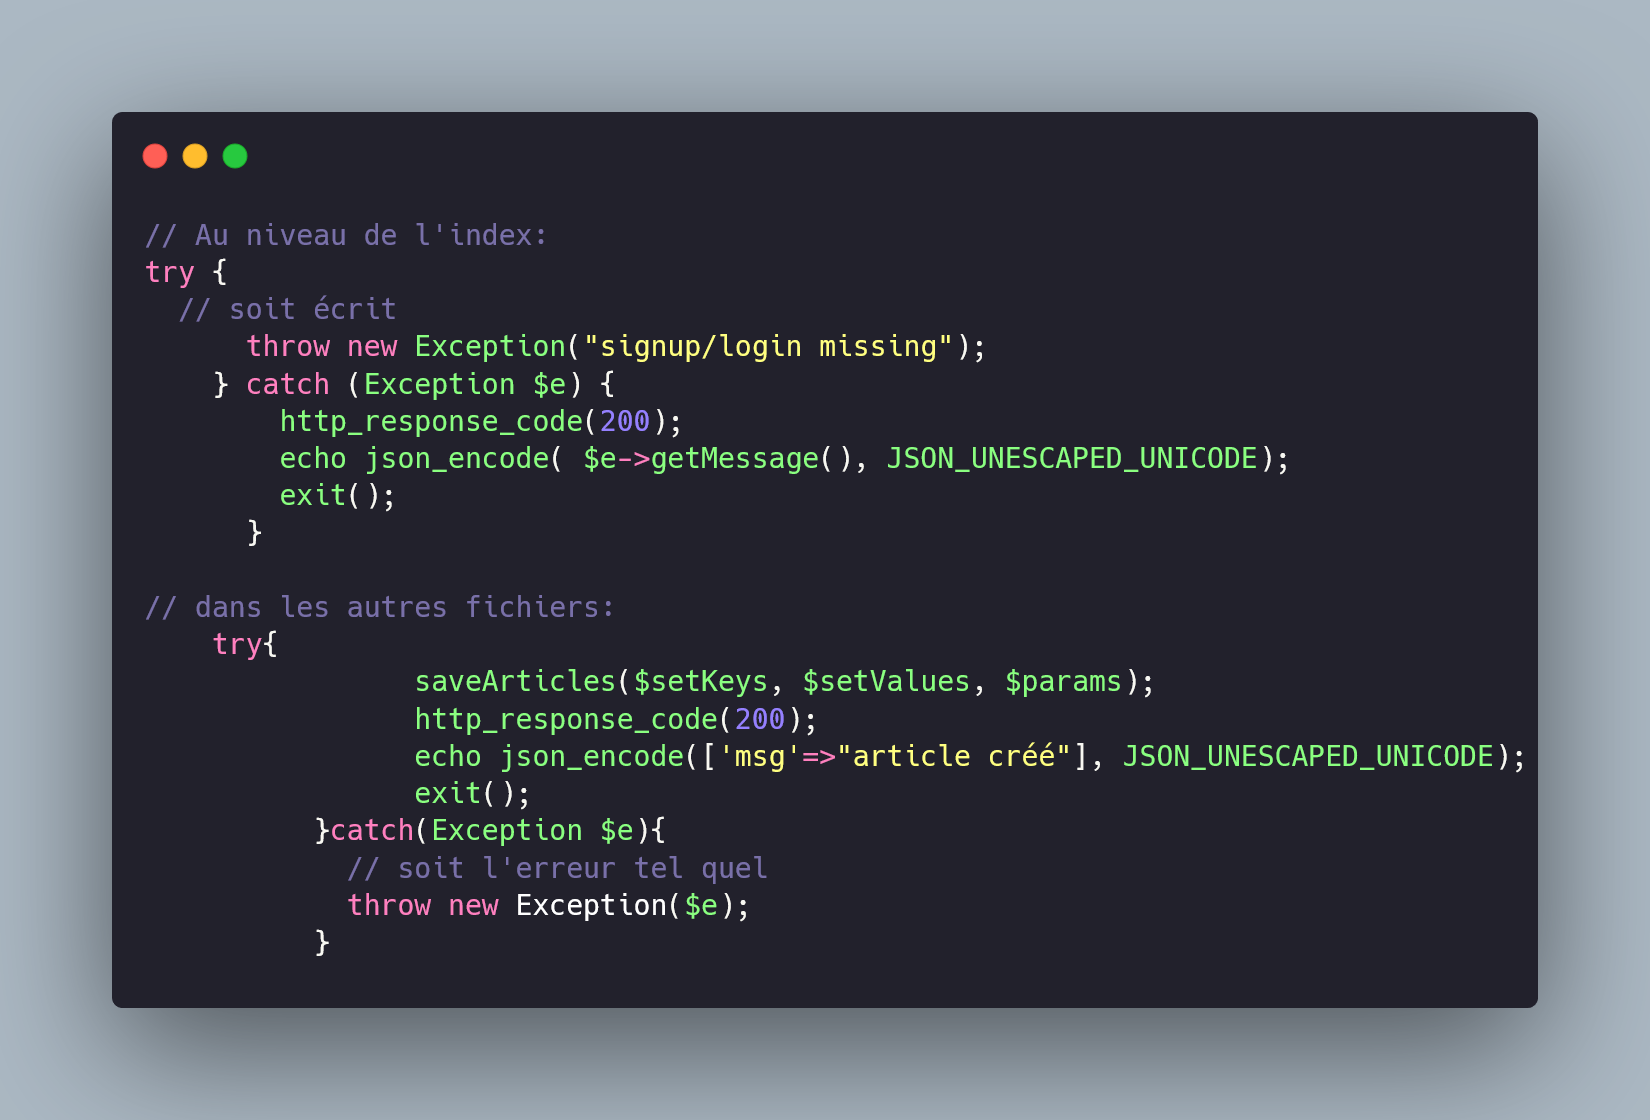 // Au niveau de l'index:
try {
  // soit écrit
      throw new Exception("signup/login missing");
    } catch (Exception $e) {
        http_response_code(200);
        echo json_encode( $e->getMessage(), JSON_UNESCAPED_UNICODE);
        exit();
      }
// dans les autres fichiers:
    try{
                saveArticles($setKeys, $setValues, $params);
                http_response_code(200);
                echo json_encode(['msg'=>"article créé"], JSON_UNESCAPED_UNICODE);
                exit();
          }catch(Exception $e){
            // soit l'erreur tel quel
            throw new Exception($e);
          }